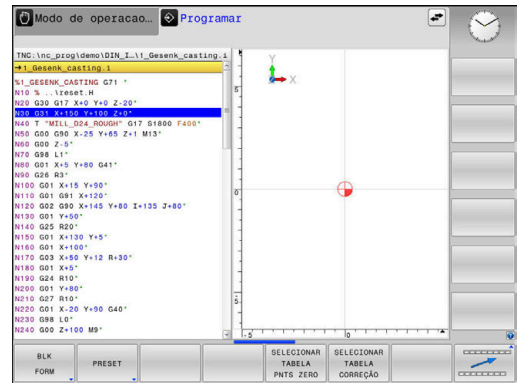 Modo de operacao...
Programar
TNC:\nc_prog\demo\DIN_I…\1_Gesenk_casting.i
→1_Gesenk_casting.i
%1_GESENK_CASTING G71 *
N10 % ..\reset.H
N20 G30 G17 X+0 Y+0 Z-20*
N30 G31 X+150 Y+100 Z+0*
N40 T "MILL_D24_ROUGH" G17 S1800 F400*
N50 G00 G90 X-25 Y+65 Z+1 M13*
N60 G00 Z-5*
N70 G98 L1*
N80 G01 X+5 Y+80 G41*
N90 G26 R3*
N100 G01 X+15 Y+90*
N110 G01 G91 X+120*
N120 G02 G90 X+145 Y+80 I+135 J+80*
N130 G01 Y+50*
N140 G25 R20*
N150 G01 X+130 Y+5*
N160 G01 X+100*
N170 G03 X+50 Y+12 R+30*
N180 G01 X+5*
N190 G24 R10*
N200 G01 Y+80*
N210 G27 R10*
N220 G01 X-20 Y+90 G40*
N230 G98 L0*
N240 G00 Z+100 M9*
Y
X
5
0
-5
-5
0
BLK
FORM
PRESET
SELECIONAR
TABELA
PNTS ZERO
SELECIONAR
TABELA
CORREÇÃO